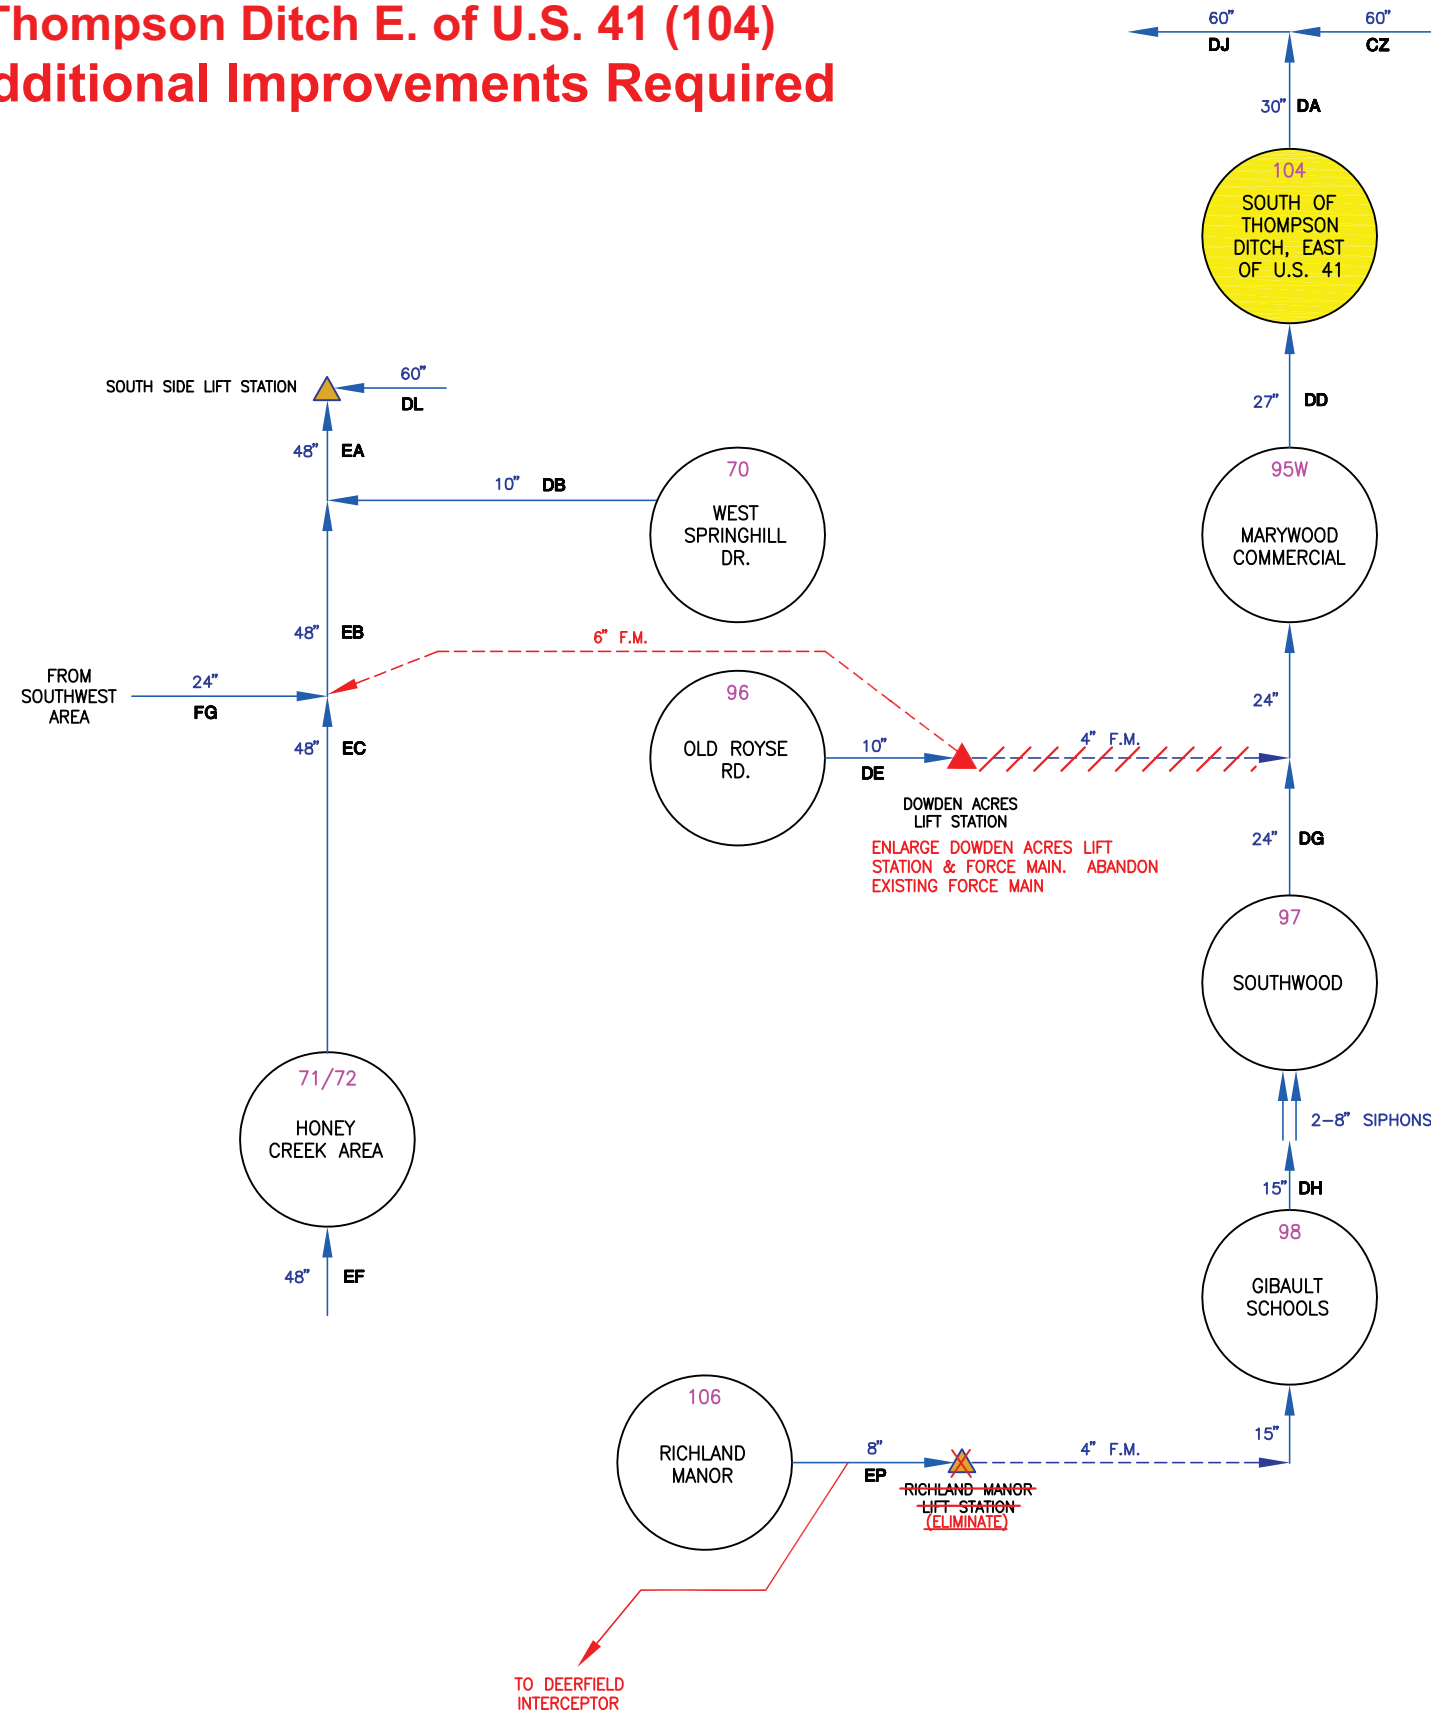 Thompson Ditch E. of U.S. 41 (104)
dditional Improvements Required
60” 60”
DJ CZ
30” DA
104
SOUTH OF
THOMPSON
DITCH, EAST
OF U.S. 41
27” DD
SOUTH SIDE LIFT STATION
60”
DL
48” EA
10” DB
70
WEST
SPRINGHILL
DR.
95W
MARYWOOD
COMMERCIAL
48” EB
6” F.M.
FROM
SOUTHWEST
AREA
24”
FG
48” EC
96
OLD ROYSE
RD.
10”
DE
4” F.M.
24”
DOWDEN ACRES
LIFT STATION
ENLARGE DOWDEN ACRES LIFT
STATION & FORCE MAIN. ABANDON
EXISTING FORCE MAIN
24” DG
97
SOUTHWOOD
71/72
HONEY
CREEK AREA
2-8” SIPHONS
15” DH
48” EF
98
GIBAULT
SCHOOLS
106
RICHLAND
MANOR
8”
EP
4” F.M.
15”
RICHLAND MANOR
LIFT STATION
(ELIMINATE)
TO DEERFIELD
INTERCEPTOR